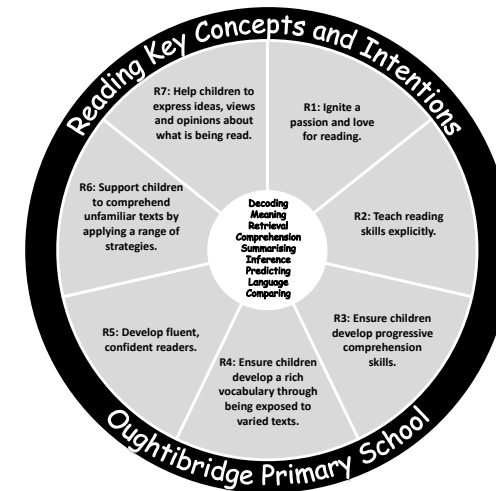 Reading Key Concepts and Intentions
R1: Ignite a
passion and love
for reading.
R2: Teach reading
skills explicitly.
R3: Ensure children
develop progressive
comprehension
skills.
R4: Ensure children
develop a rich
vocabulary through
being exposed to
varied texts.
R5: Develop fluent,
confident readers.
R6: Support children
to comprehend
unfamiliar texts by
applying a range of
strategies.
R7: Help children to
express ideas, views
and opinions about
what is being read.
Decoding
Meaning
Retrieval
Comprehension
Summarising
Inference
Predicting
Language
Comparing
Oughtibridge Primary School